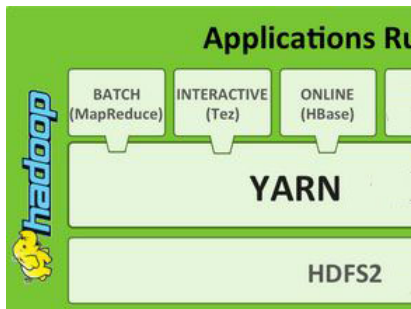 Applications Ru
BATCH
(MapReduce)
INTERACTIVE
(Tez)
ONLINE
(HBase)
hadoop
YARN
HDFS2